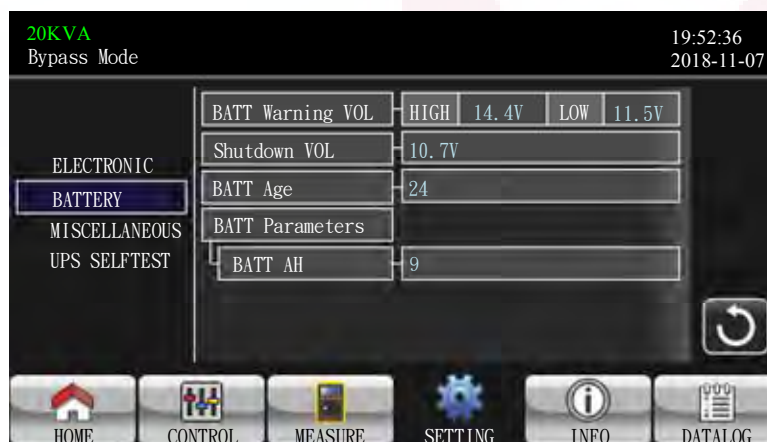 20KVA
Bypass Mode
19:52:36
2018-11-07
ELECTRONIC
BATTERY
MISCELLANEOUS
UPS SELFTEST
BATT Warning VOL HIGH 14.4V LOW 11.5V
Shutdown VOL 10.7V
BATT Age 24
BATT Parameters
BATT AH 9
HOME CONTROL MEASURE SETTING INFO DATALOG